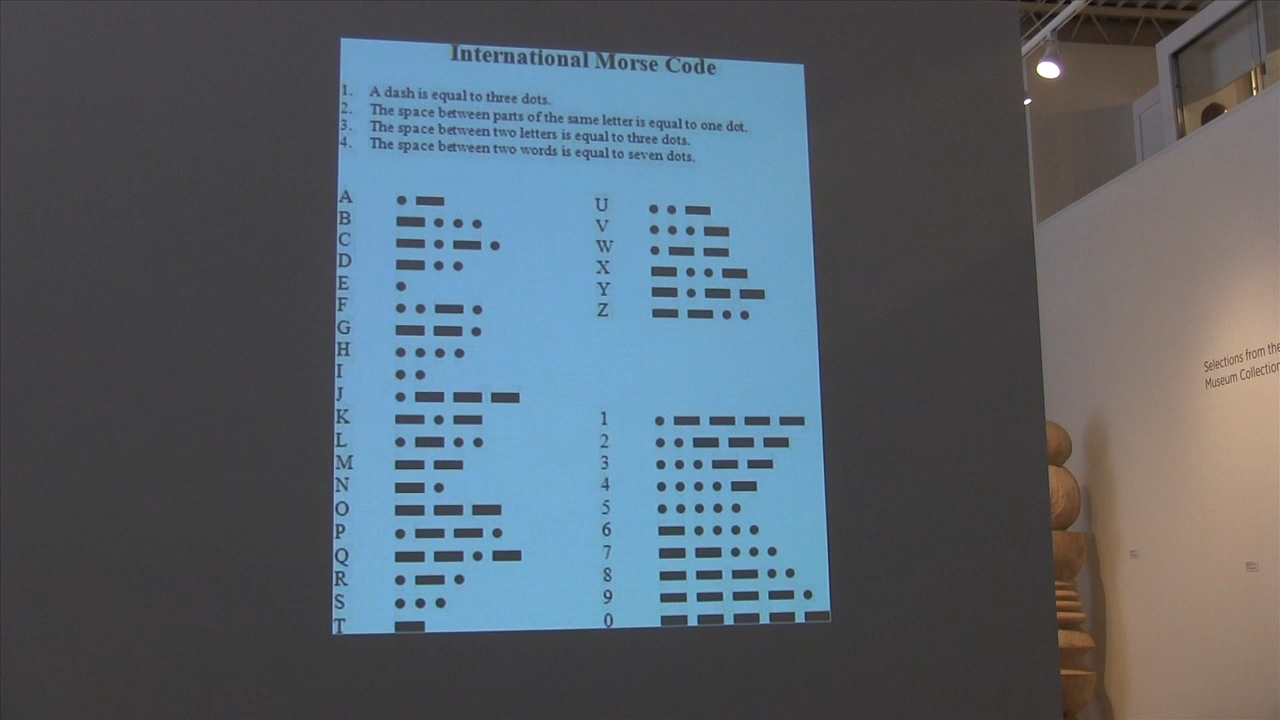 International Morse Code
1. A dash is equal to three dots.
2. The space between parts of the same letter is equal to one dot.
3. The space between two letters is equal to three dots.
4. The space between two words is equal to seven dots.
A
B
C
D
E
F
G
H
I
J
K
L
M
N
O
P
Q
R
S
T
U
V
W
X
Y
Z
1
2
3
4
5
6
7
8
9
0
Selections from the
Museum Collection